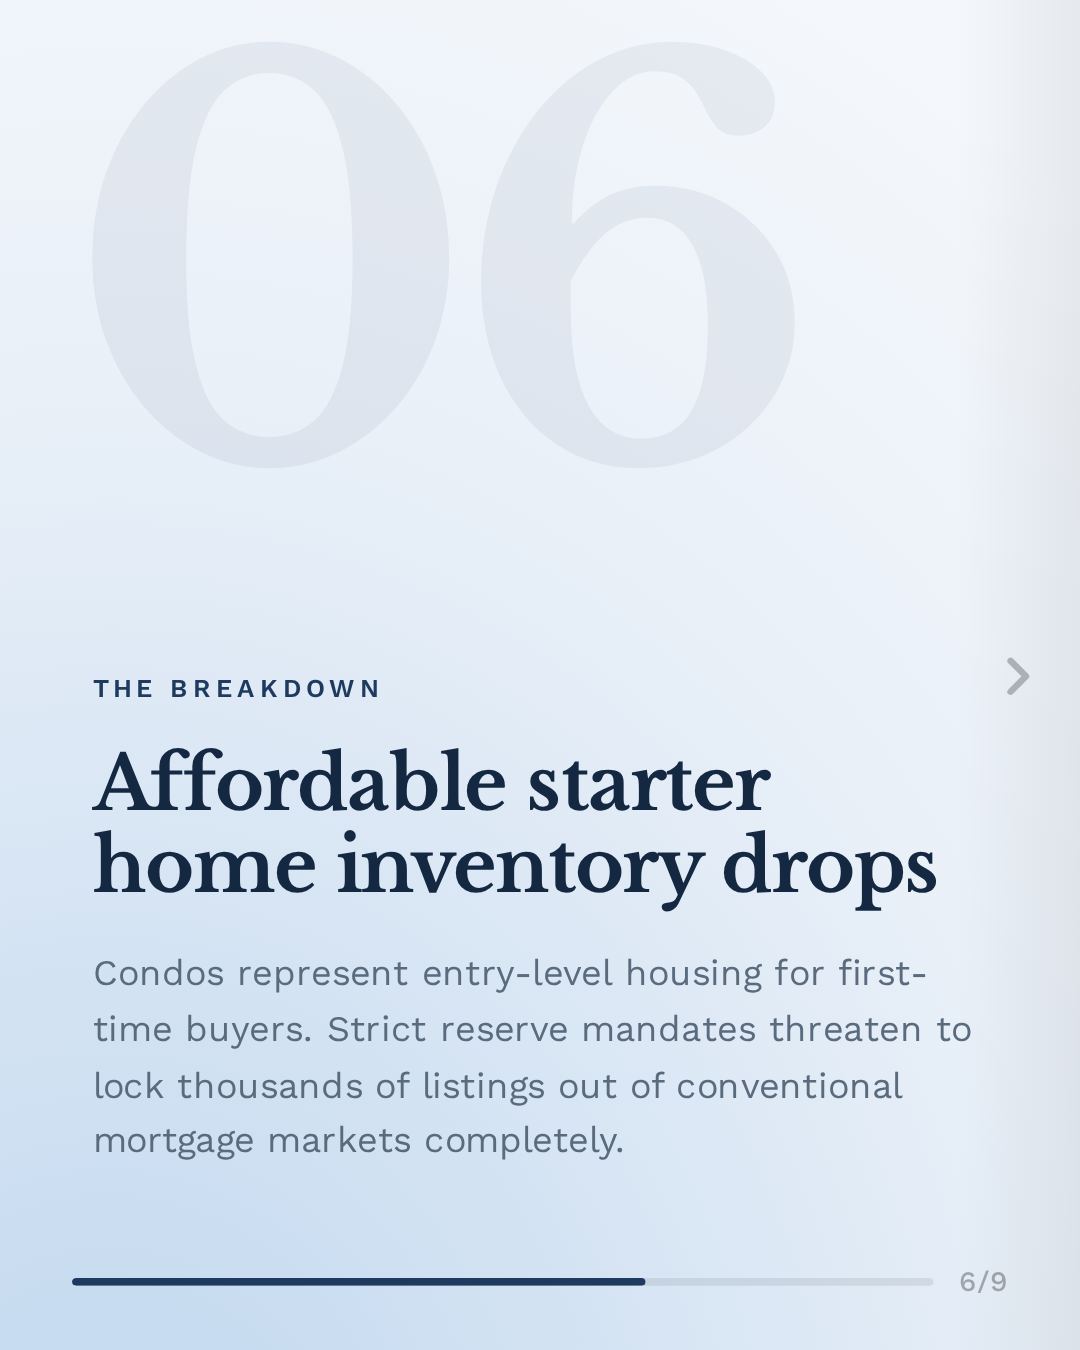 06
THE BREAKDOWN
Affordable starter
home inventory drops
Condos represent entry-level housing for first-
time buyers. Strict reserve mandates threaten to
lock thousands of listings out of conventional
mortgage markets completely.
6/9